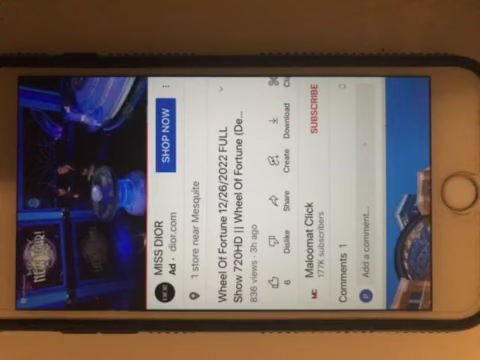 MISS DIOR
Ad · dior.com
SHOP NOW
1 store near Mesquite
Wheel Of Fortune 12/26/2022 FULL
Show 720HD || Wheel Of Fortune (De...
836 views · 3h ago
6
Dislike
Share
Create
Download
Cli
Maloomat Click
177K subscribers
SUBSCRIBE
Comments 1
P
Add a comment...